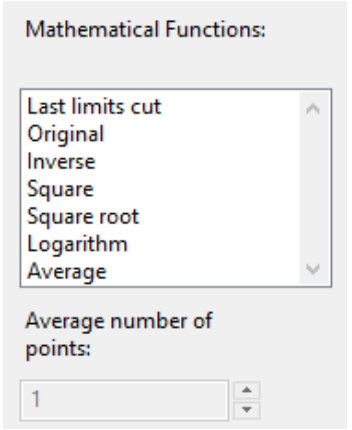 Mathematical Functions:
Last limits cut
Original
Inverse
Square
Square root
Logarithm
Average
Average number of
points:
1